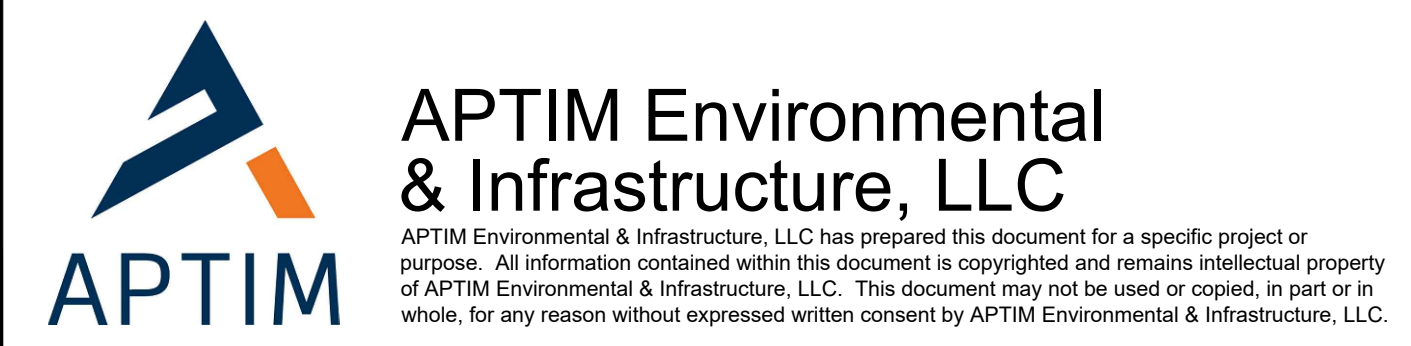 APTIM
APTIM Environmental
& Infrastructure, LLC
APTIM Environmental & Infrastructure, LLC has prepared this document for a specific project or
purpose.  All information contained within this document is copyrighted and remains intellectual property
of APTIM Environmental & Infrastructure, LLC.  This document may not be used or copied, in part or in
whole, for any reason without expressed written consent by APTIM Environmental & Infrastructure, LLC.